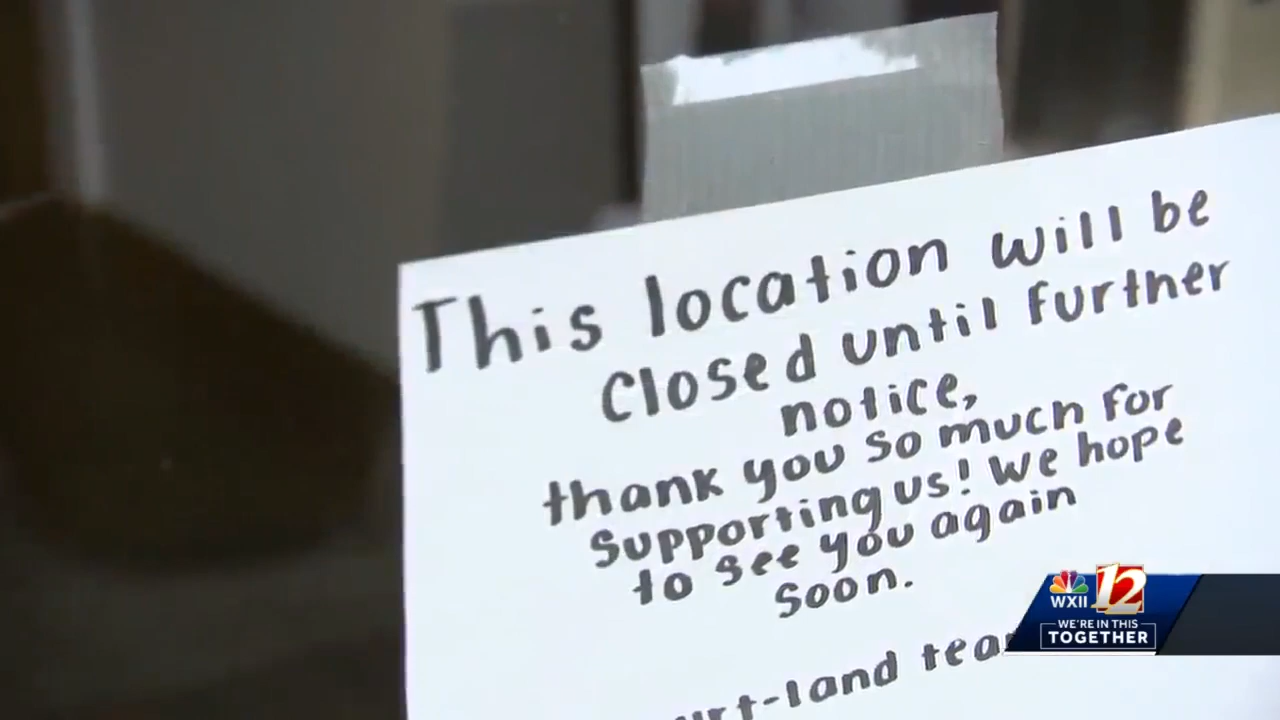 This location will be
Closed until further
notice,
thank you so much for
Supporting us! We hope
to see you again
Soon.
WXII 12
WE'RE IN THIS
TOGETHER